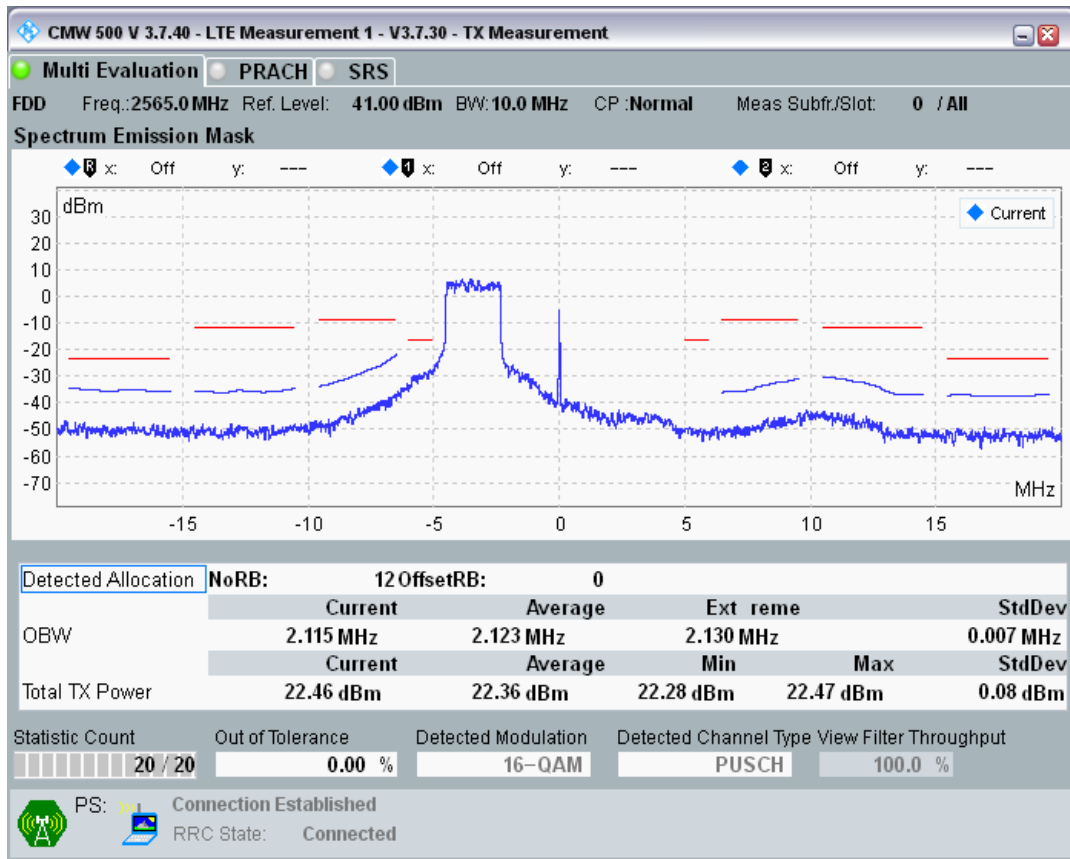 CMW 500 V 3.7.40 - LTE Measurement 1 - V3.7.30 - TX Measurement
Multi Evaluation PRACH SRS
FDD Freq.:2565.0 MHz Ref. Level: 41.00 dBm BW:10.0 MHz CP :Normal Meas Subfr./Slot: 0 / All
Spectrum Emission Mask
R x: Off y: --- 1 x: Off y: --- 2 x: Off y: ---
dBm
Current
30
20
10
0
-10
-20
-30
-40
-50
-60
-70
MHz
-15 -10 -5 0 5 10 15
Detected Allocation NoRB: 12 OffsetRB: 0
Current Average Ext reme StdDev
OBW 2.115 MHz 2.123 MHz 2.130 MHz 0.007 MHz
Current Average Min Max StdDev
Total TX Power 22.46 dBm 22.36 dBm 22.28 dBm 22.47 dBm 0.08 dBm
Statistic Count Out of Tolerance Detected Modulation Detected Channel Type View Filter Throughput
20 / 20 0.00 % 16-QAM PUSCH 100.0 %
PS: Connection Established
RRC State: Connected